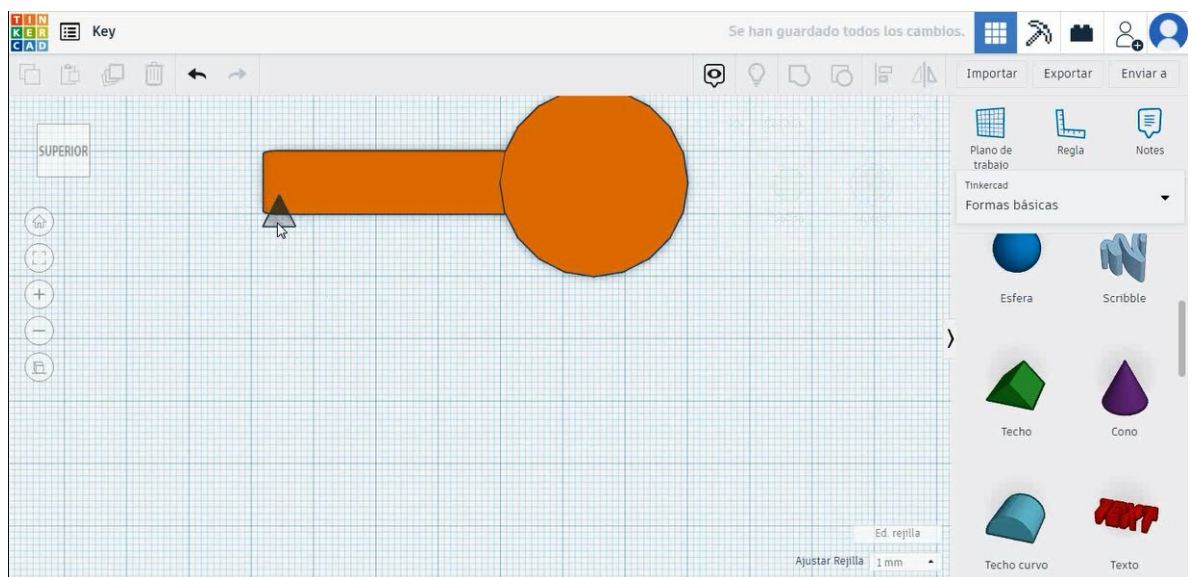 TIN
KER
CAD
Key
Se han guardado todos los cambios.
Importar
Exportar
Enviar a
SUPERIOR
Plano de
trabajo
Regla
Notes
Tinkercad
Formas básicas
Esfera
Scribble
Techo
Cono
TEXT
Techo curvo
Texto
Ed. rejilla
Ajustar Rejilla
1 mm